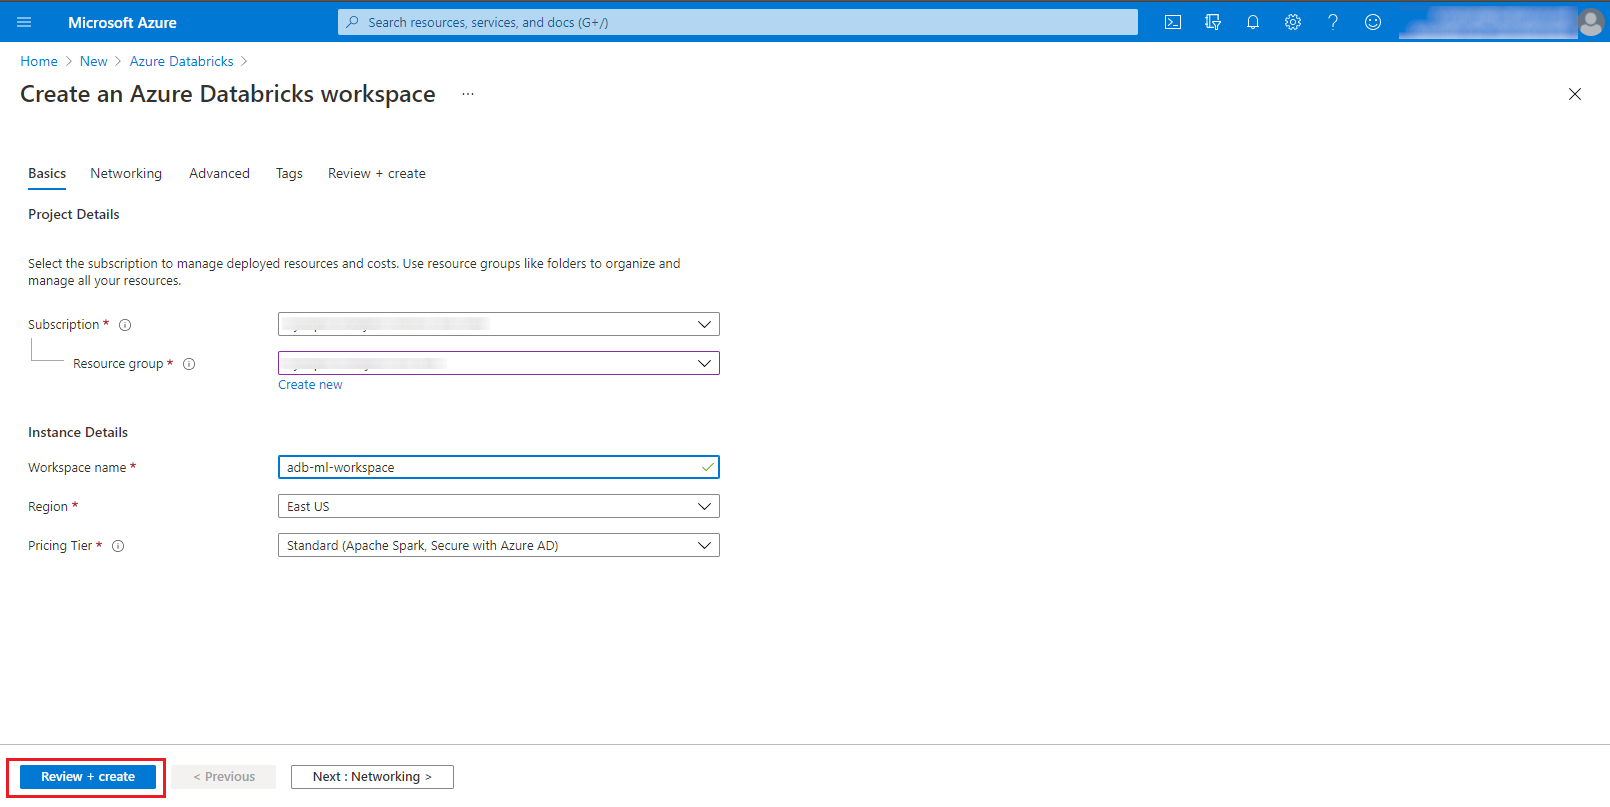 Microsoft Azure
Search resources, services, and docs (G+/)
Home > New > Azure Databricks >
Create an Azure Databricks workspace ...
Basics Networking Advanced Tags Review + create
Project Details
Select the subscription to manage deployed resources and costs. Use resource groups like folders to organize and
manage all your resources.
Subscription *
Resource group *
Create new
Instance Details
Workspace name * adb-ml-workspace
Region * East US
Pricing Tier * Standard (Apache Spark, Secure with Azure AD)
Review + create < Previous Next : Networking >